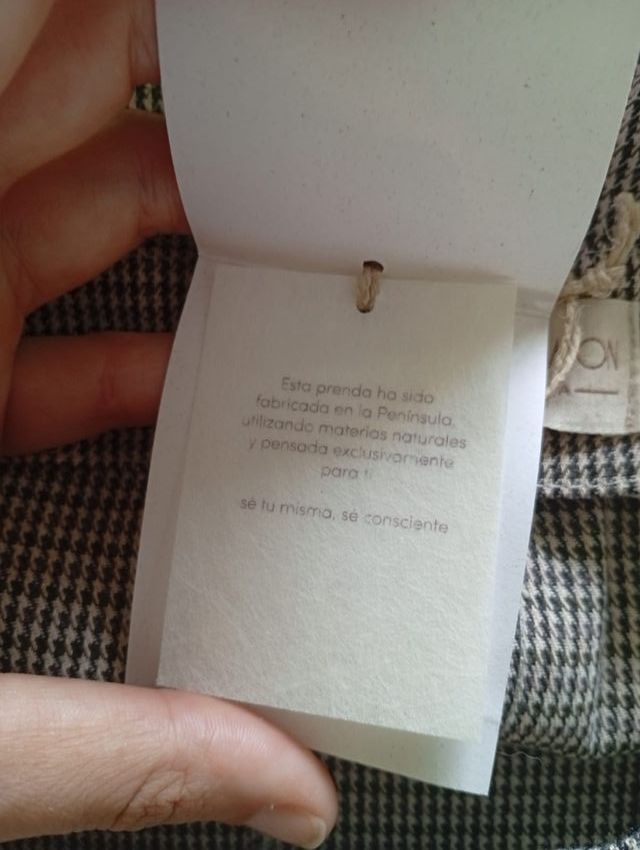 Esta prenda ha sido
fabricada en la Península,
utilizando materias naturales
y pensada exclusivamente
para ti
sé tu misma, sé consciente
ON
A